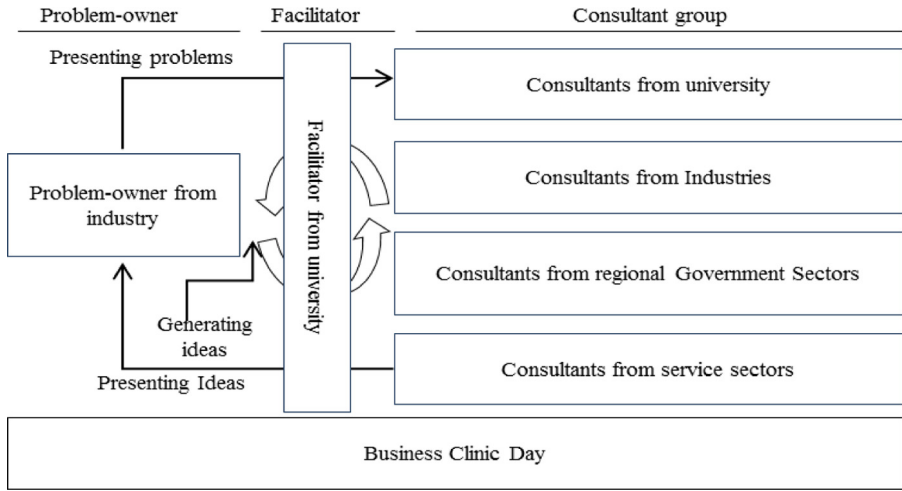 Problem-owner
Facilitator
Consultant group
Presenting problems
Consultants from university
Facilitator from university
Problem-owner from
industry
Consultants from Industries
Consultants from regional Government Sectors
Generating
ideas
Presenting Ideas
Consultants from service sectors
Business Clinic Day